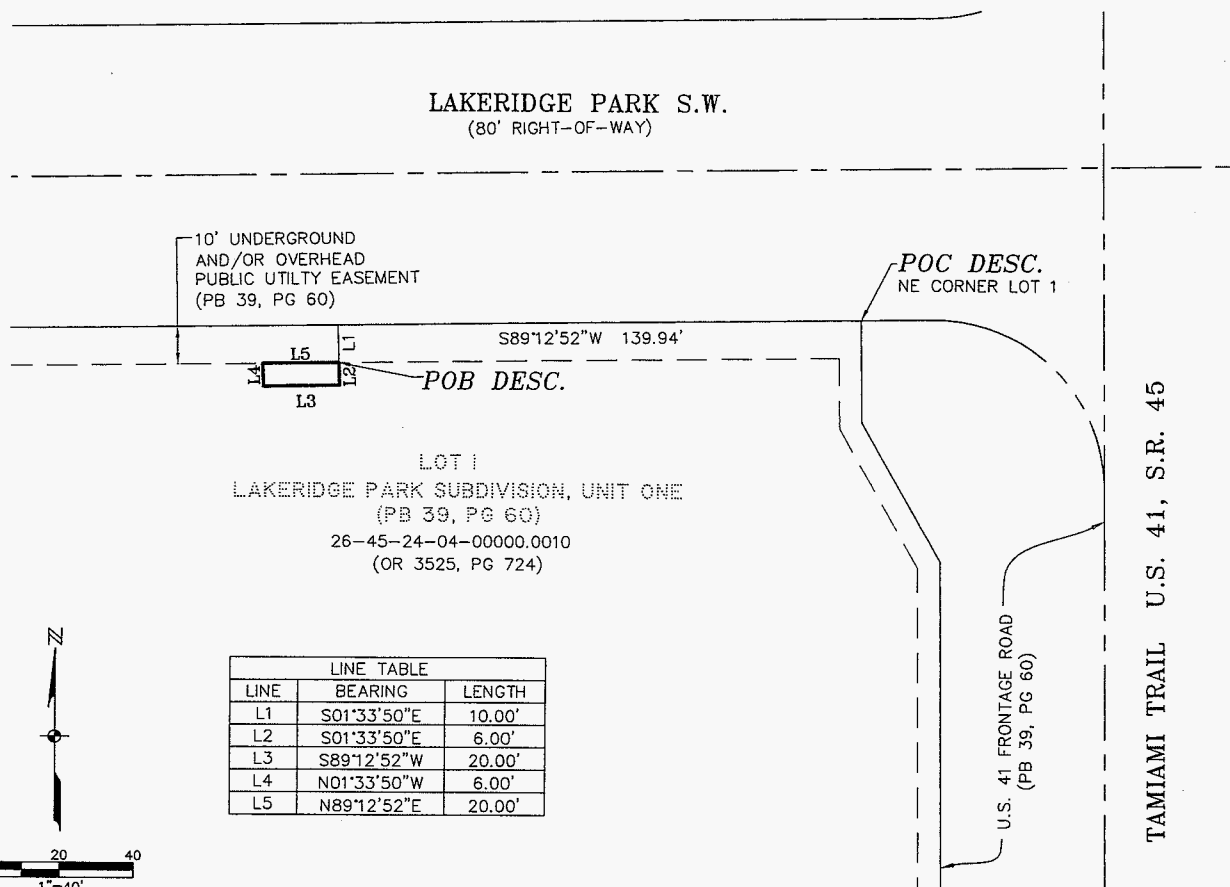 LAKERIDGE PARK S.W.
(80' RIGHT-OF-WAY)
10' UNDERGROUND
AND/OR OVERHEAD
PUBLIC UTILTY EASEMENT
(PB 39, PG 60)
POC DESC.
NE CORNER LOT 1
S89°12'52"W 139.94'
L1
L5
L4
L2
L3
POB DESC.
LOT 1
LAKERIDGE PARK SUBDIVISION, UNIT ONE
(PB 39, PG 60)
26-45-24-04-00000.0010
(OR 3525, PG 724)
TAMIAMI TRAIL U.S. 41, S.R. 45
U.S. 41 FRONTAGE ROAD
(PB 39, PG 60)
N
LINE TABLE
LINE BEARING LENGTH
L1 S01°33'50"E 10.00'
L2 S01°33'50"E 6.00'
L3 S89°12'52"W 20.00'
L4 N01°33'50"W 6.00'
L5 N89°12'52"E 20.00'
20 40
1"=40'